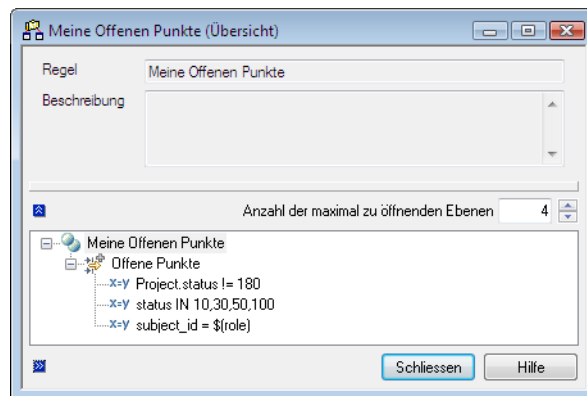 Meine Offenen Punkte (Übersicht)
Regel
Meine Offenen Punkte
Beschreibung
Anzahl der maximal zu öffnenden Ebenen 4
Meine Offenen Punkte
Offene Punkte
x=y Project.status != 180
x=y status IN 10,30,50,100
x=y subject_id = $(role)
Schliessen Hilfe